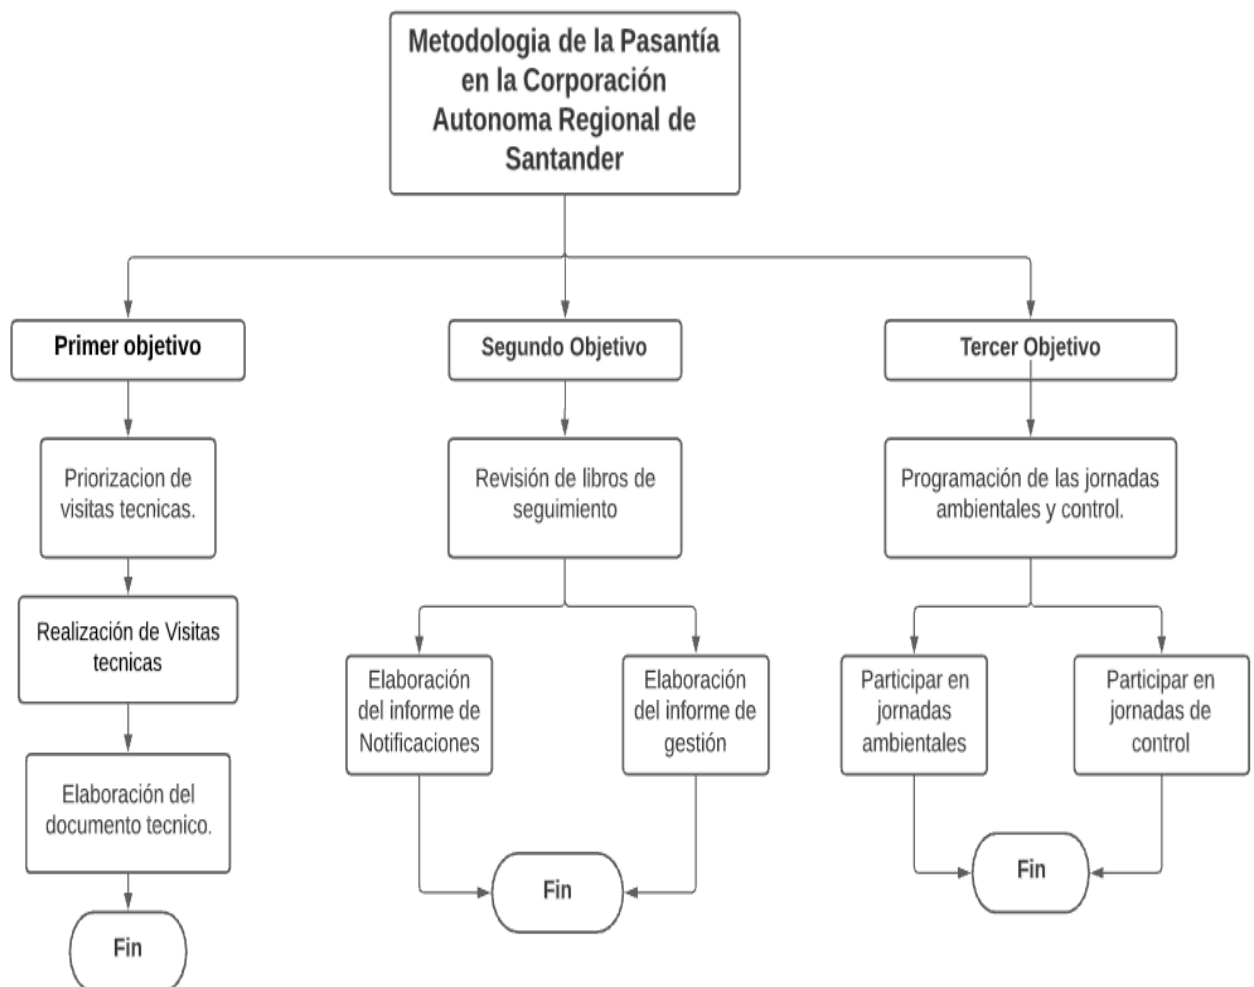 Metodologia de la Pasantía
en la Corporación
Autonoma Regional de
Santander
Primer objetivo
Segundo Objetivo
Tercer Objetivo
Priorizacion de
visitas tecnicas.
Revisión de libros de
seguimiento
Programación de las jornadas
ambientales y control.
Realización de Visitas
tecnicas
Elaboración
del informe de
Notificaciones
Elaboración
del informe de
gestión
Participar en
jornadas
ambientales
Participar en
jornadas de
control
Elaboración del
documento tecnico.
Fin
Fin
Fin